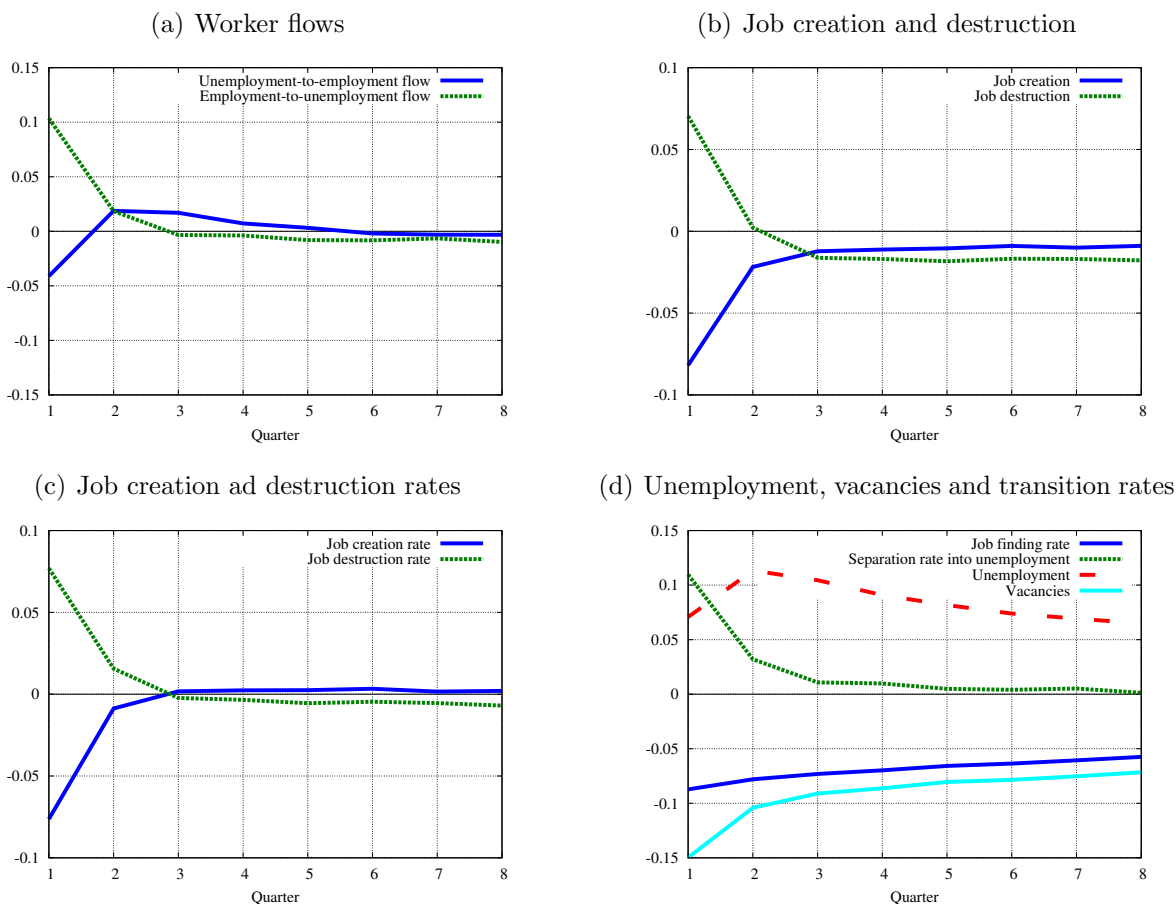 (a) Worker flows
0.15
0.1
0.05
0
-0.05
-0.1
-0.15
Unemployment-to-employment flow
Employment-to-unemployment flow
1 2 3 4 5 6 7 8
Quarter
(b) Job creation and destruction
0.1
0.05
0
-0.05
-0.1
Job creation
Job destruction
1 2 3 4 5 6 7 8
Quarter
(c) Job creation ad destruction rates
0.1
0.05
0
-0.05
-0.1
Job creation rate
Job destruction rate
1 2 3 4 5 6 7 8
Quarter
(d) Unemployment, vacancies and transition rates
0.15
0.1
0.05
0
-0.05
-0.1
-0.15
Job finding rate
Separation rate into unemployment
Unemployment
Vacancies
1 2 3 4 5 6 7 8
Quarter